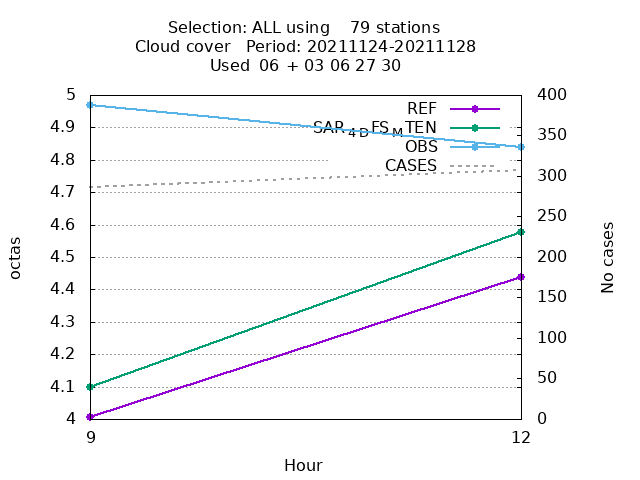 Selection: ALL using    79 stations
Cloud cover   Period: 20211124-20211128
Used  06 + 03 06 27 30
5
4.9
4.8
4.7
4.6
4.5
4.4
4.3
4.2
4.1
4
400
350
300
250
200
150
100
50
0
REF
SAR4DESMTEN
OBS
CASES
octas
No cases
9
12
Hour